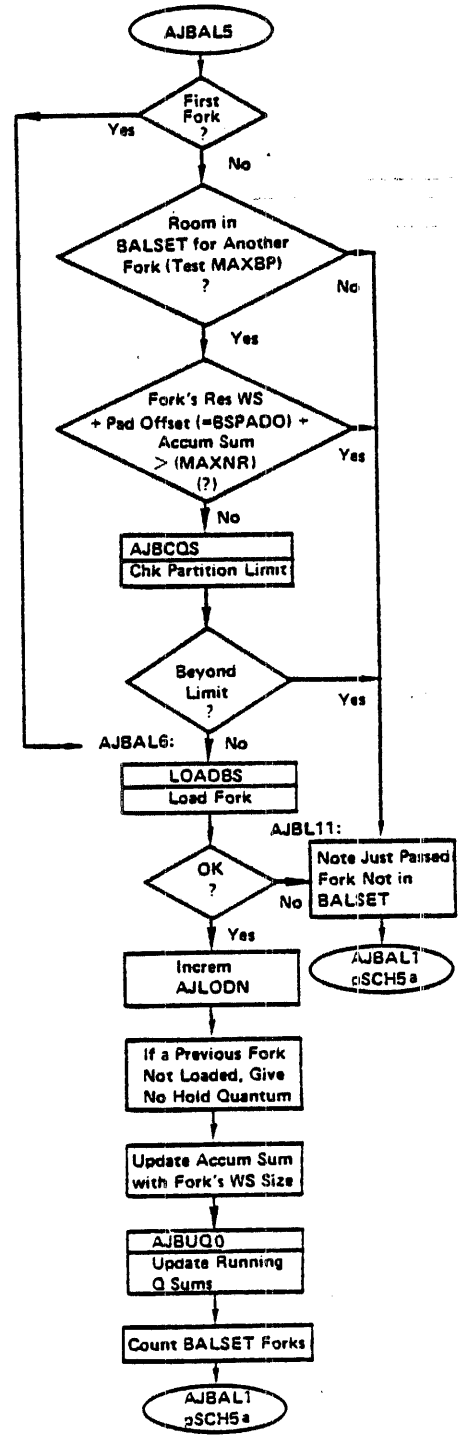 AJBAL5
First
Fork
?
Yes
No
Room in
BALSET for Another
Fork (Test MAXBP)
?
No
Yes
Fork's Res WS
+ Pad Offset (=BSPADO) +
Accum Sum
> (MAXNR)
(?)
Yes
No
AJBCQS
Chk Partition Limit
Beyond
Limit
?
Yes
AJBAL6:
No
LOADBS
Load Fork
AJBL11:
OK
?
No
Note Just Passed
Fork Not in
BALSET
Yes
AJBAL1
pSCH5a
Increm
AJLODN
If a Previous Fork
Not Loaded, Give
No Hold Quantum
Update Accum Sum
with Fork's WS Size
AJBUQ0
Update Running
Q Sums
Count BALSET Forks
AJBAL1
pSCH5a